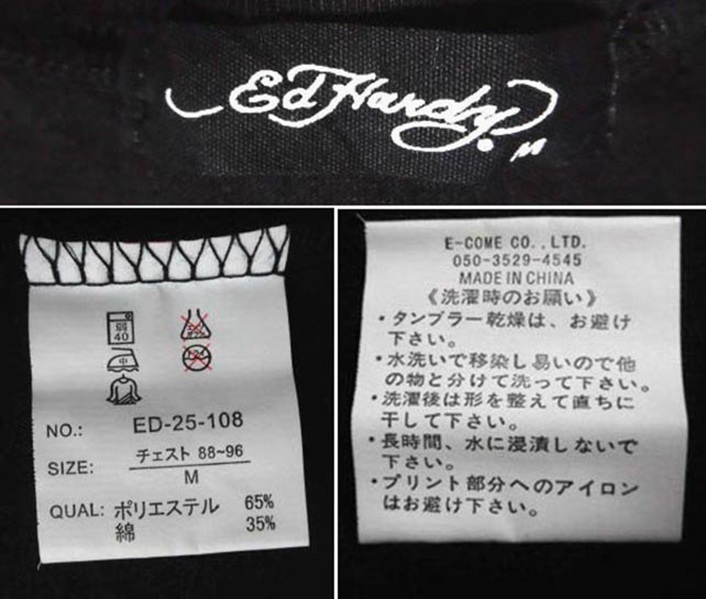 Ed Hardy
M
弱
40
中
NO.: ED-25-108
SIZE: チェスト 88~96
M
QUAL: ポリエステル 65%
綿 35%
E-COME CO.,LTD.
050-3529-4545
MADE IN CHINA
《洗濯時のお願い》
・タンブラー乾燥は、お避け
下さい。
・水洗いで移染し易いので他
の物と分けて洗って下さい。
・洗濯後は形を整えて直ちに
干して下さい。
・長時間、水に浸漬しないで
下さい。
・プリント部分へのアイロン
はお避け下さい。